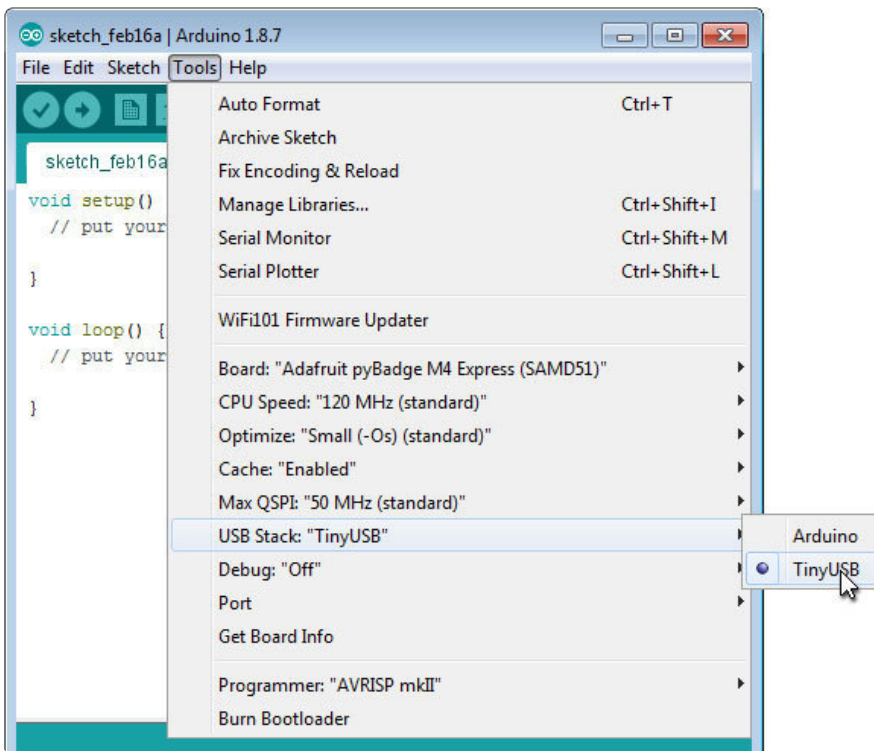 sketch_feb16a | Arduino 1.8.7
File Edit Sketch Tools Help
sketch_feb16a
void setup()
// put your
}
void loop() {
// put your
}
Auto Format Ctrl+T
Archive Sketch
Fix Encoding & Reload
Manage Libraries... Ctrl+Shift+I
Serial Monitor Ctrl+Shift+M
Serial Plotter Ctrl+Shift+L
WiFi101 Firmware Updater
Board: "Adafruit pyBadge M4 Express (SAMD51)"
CPU Speed: "120 MHz (standard)"
Optimize: "Small (-Os) (standard)"
Cache: "Enabled"
Max QSPI: "50 MHz (standard)"
USB Stack: "TinyUSB"
Arduino
TinyUSB
Debug: "Off"
Port
Get Board Info
Programmer: "AVRISP mkII"
Burn Bootloader